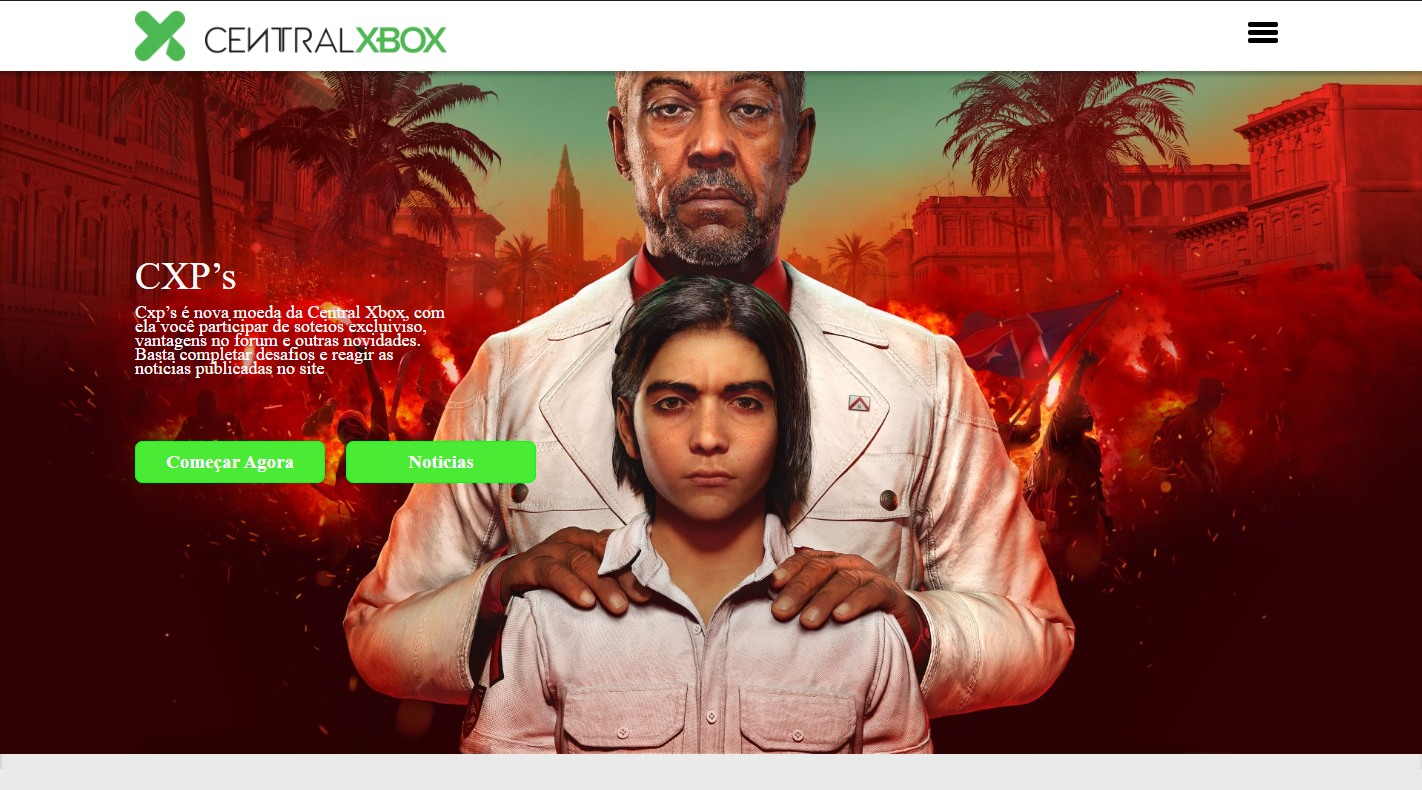 CENTRALXBOX
CXP’s
Cxp’s é nova moeda da Central Xbox, com
ela você participar de soteios excluiviso,
vantagens no forum e outras novidades.
Basta completar desafios e reagir as
noticias publicadas no site
Começar Agora
Noticias